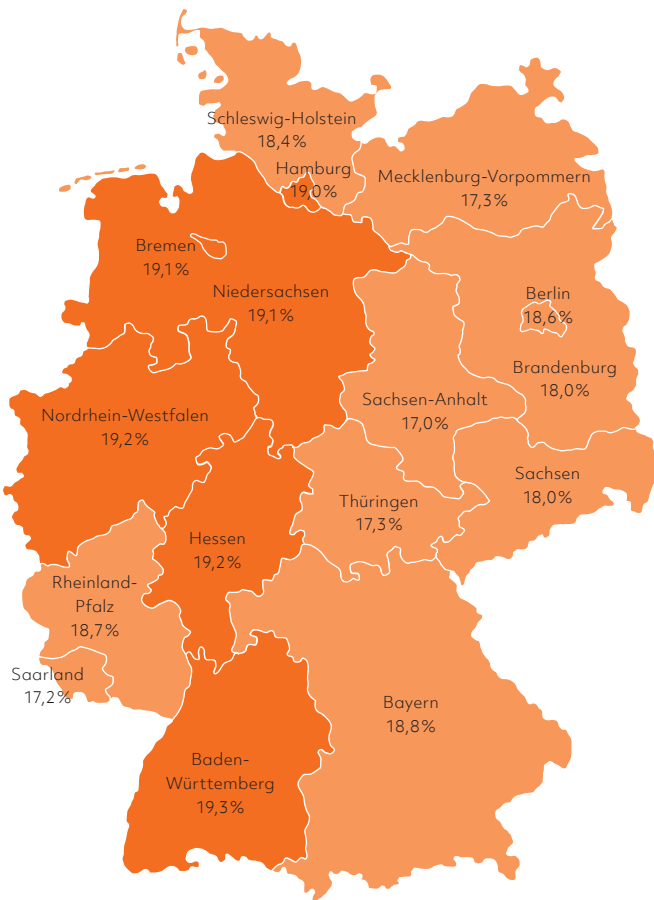 Schleswig-Holstein
18,4%
Hamburg
19,0%
Mecklenburg-Vorpommern
17,3%
Bremen
19,1%
Niedersachsen
19,1%
Berlin
18,6%
Brandenburg
18,0%
Sachsen-Anhalt
17,0%
Nordrhein-Westfalen
19,2%
Sachsen
18,0%
Thüringen
17,3%
Hessen
19,2%
Rheinland-
Pfalz
18,7%
Saarland
17,2%
Bayern
18,8%
Baden-
Württemberg
19,3%